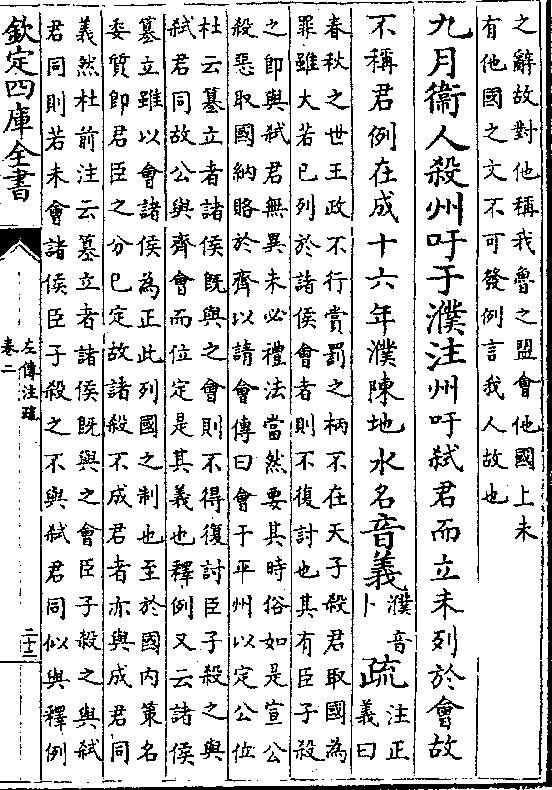 之辭故對他稱我魯之盟會他國上未
有他國之文不可發例言我人故也
九月衞人殺州吁于濮注州吁弑君而立未列於會故
不稱君例在成十六年濮陳地水名音義濮音卜疏注正義曰
春秋之世王政不行賞罰之柄不在天子殺君取國為
罪雖大若已列於諸侯會者則不復討也其有臣子殺
之即與弑君無異未必禮法當然要其時俗如是宣公
殺惡取國納賂於齊以請會傳曰會于平州以定公位
杜云簒立者諸侯既與之會則不得復討臣子殺之與
弑君同故公與齊會而位定是其義也釋例又云諸侯
簒立雖以會諸侯為正此列國之制也至於國内策名
委質即君臣之分已定故諸殺不成君者亦與成君同
義然杜前注云簒立者諸侯既與之會臣子殺之與弑
君同則若未會諸侯臣子殺之不與弑君同似與釋例
欽定四庫全書
左傳注疏
卷二
二十三